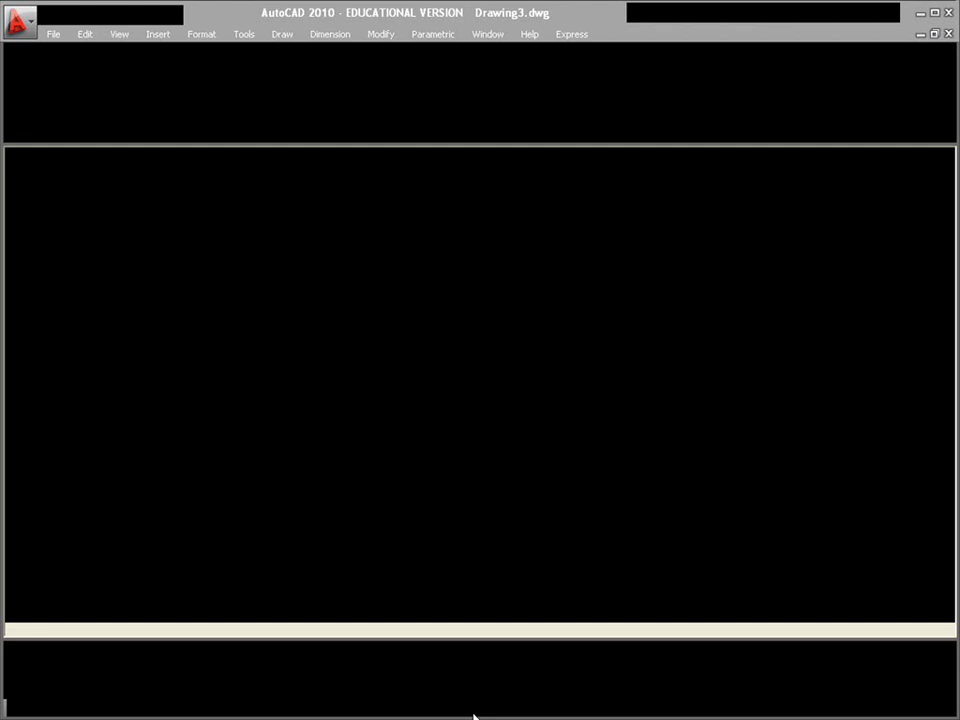 AutoCAD 2010 - EDUCATIONAL VERSION Drawing3.dwg
File Edit View Insert Format Tools Draw Dimension Modify Parametric Window Help Express